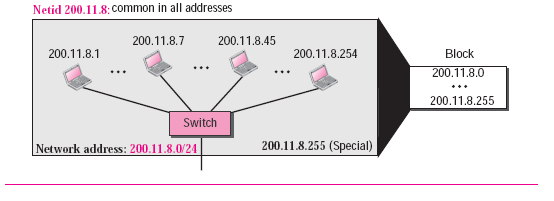 Netid 200.11.8: common in all addresses
200.11.8.1
200.11.8.7
200.11.8.45
200.11.8.254
...
...
...
Switch
Network address: 200.11.8.0/24
200.11.8.255 (Special)
Block
200.11.8.0
...
200.11.8.255